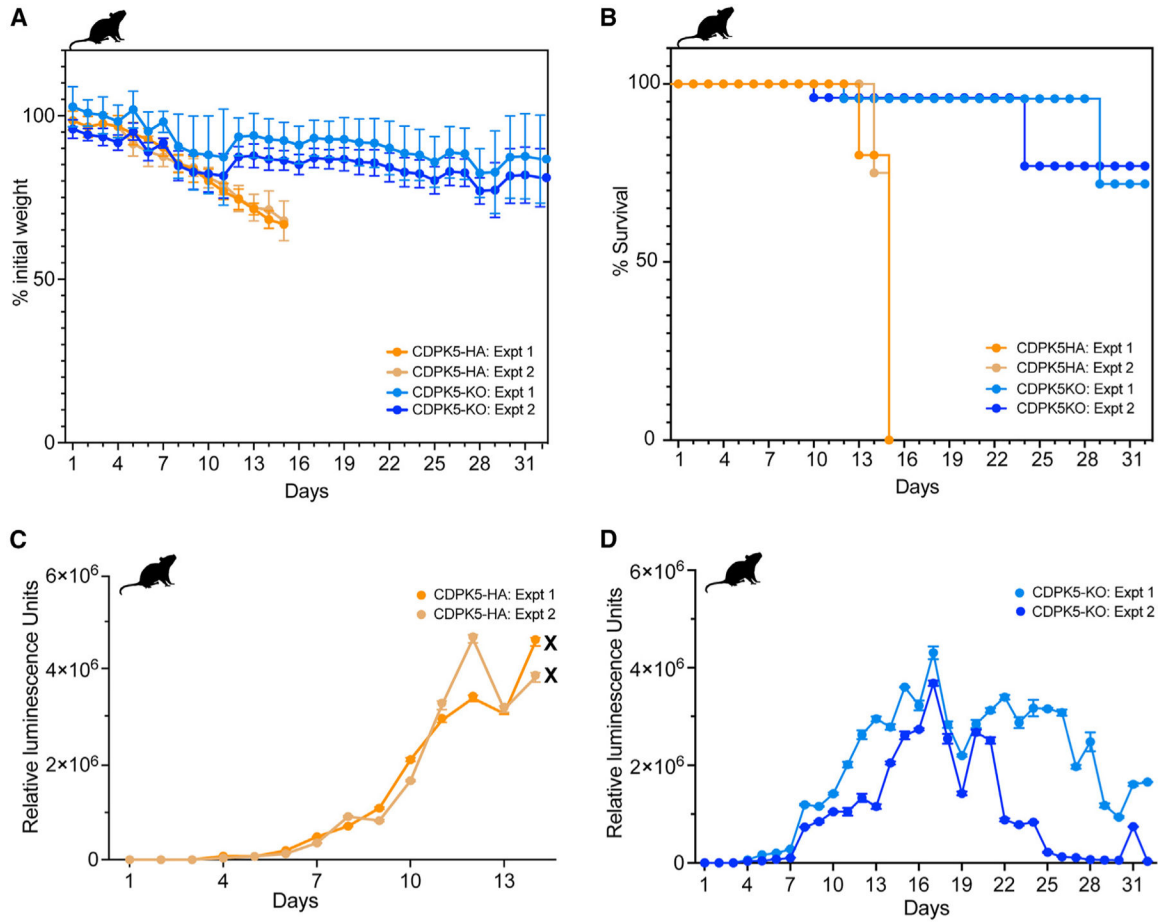 A
% initial weight
100
50
0
1 4 7 10 13 16 19 22 25 28 31
Days
CDPK5-HA: Expt 1
CDPK5-HA: Expt 2
CDPK5-KO: Expt 1
CDPK5-KO: Expt 2
B
% Survival
100
50
0
1 4 7 10 13 16 19 22 25 28 31
Days
CDPK5HA: Expt 1
CDPK5HA: Expt 2
CDPK5KO: Expt 1
CDPK5KO: Expt 2
C
Relative luminescence Units
6×10⁶
4×10⁶
2×10⁶
0
1 4 7 10 13
Days
CDPK5-HA: Expt 1
CDPK5-HA: Expt 2
X
X
D
Relative luminescence Units
6×10⁶
4×10⁶
2×10⁶
0
1 4 7 10 13 16 19 22 25 28 31
Days
CDPK5-KO: Expt 1
CDPK5-KO: Expt 2